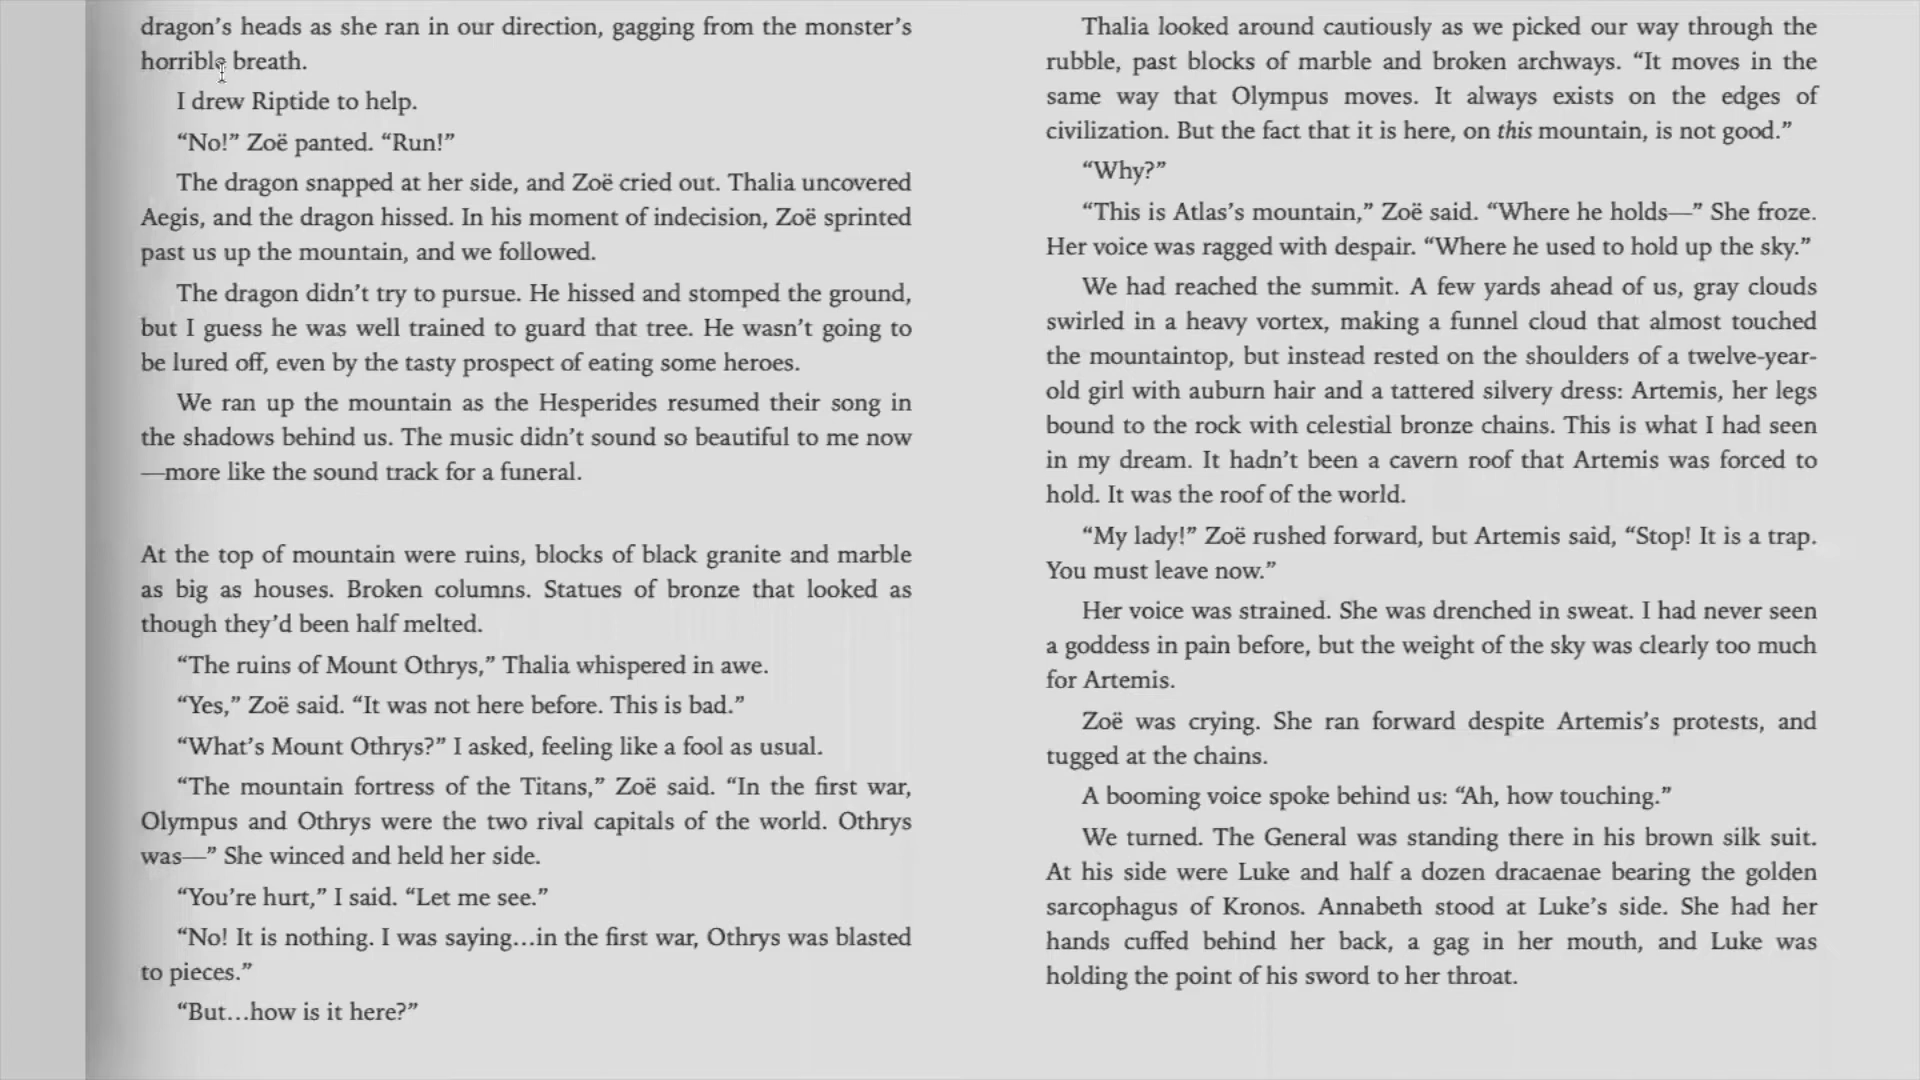 dragon’s heads as she ran in our direction, gagging from the monster’s
horrible breath.
I drew Riptide to help.
“No!” Zoë panted. “Run!”
The dragon snapped at her side, and Zoë cried out. Thalia uncovered
Aegis, and the dragon hissed. In his moment of indecision, Zoë sprinted
past us up the mountain, and we followed.
The dragon didn’t try to pursue. He hissed and stomped the ground,
but I guess he was well trained to guard that tree. He wasn’t going to
be lured off, even by the tasty prospect of eating some heroes.
We ran up the mountain as the Hesperides resumed their song in
the shadows behind us. The music didn’t sound so beautiful to me now
—more like the sound track for a funeral.
At the top of mountain were ruins, blocks of black granite and marble
as big as houses. Broken columns. Statues of bronze that looked as
though they’d been half melted.
“The ruins of Mount Othrys,” Thalia whispered in awe.
“Yes,” Zoë said. “It was not here before. This is bad.”
“What’s Mount Othrys?” I asked, feeling like a fool as usual.
“The mountain fortress of the Titans,” Zoë said. “In the first war,
Olympus and Othrys were the two rival capitals of the world. Othrys
was—” She winced and held her side.
“You’re hurt,” I said. “Let me see.”
“No! It is nothing. I was saying…in the first war, Othrys was blasted
to pieces.”
“But…how is it here?”
Thalia looked around cautiously as we picked our way through the
rubble, past blocks of marble and broken archways. “It moves in the
same way that Olympus moves. It always exists on the edges of
civilization. But the fact that it is here, on this mountain, is not good.”
“Why?”
“This is Atlas’s mountain,” Zoë said. “Where he holds—” She froze.
Her voice was ragged with despair. “Where he used to hold up the sky.”
We had reached the summit. A few yards ahead of us, gray clouds
swirled in a heavy vortex, making a funnel cloud that almost touched
the mountaintop, but instead rested on the shoulders of a twelve-year-
old girl with auburn hair and a tattered silvery dress: Artemis, her legs
bound to the rock with celestial bronze chains. This is what I had seen
in my dream. It hadn’t been a cavern roof that Artemis was forced to
hold. It was the roof of the world.
“My lady!” Zoë rushed forward, but Artemis said, “Stop! It is a trap.
You must leave now.”
Her voice was strained. She was drenched in sweat. I had never seen
a goddess in pain before, but the weight of the sky was clearly too much
for Artemis.
Zoë was crying. She ran forward despite Artemis’s protests, and
tugged at the chains.
A booming voice spoke behind us: “Ah, how touching.”
We turned. The General was standing there in his brown silk suit.
At his side were Luke and half a dozen dracaenae bearing the golden
sarcophagus of Kronos. Annabeth stood at Luke’s side. She had her
hands cuffed behind her back, a gag in her mouth, and Luke was
holding the point of his sword to her throat.